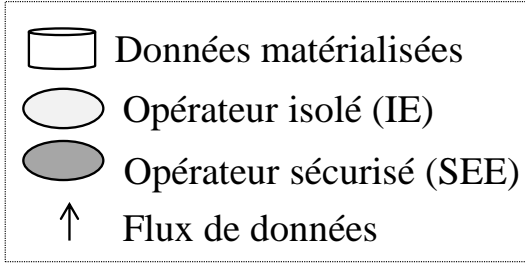 Données matérialisées
Opérateur isolé (IE)
Opérateur sécurisé (SEE)
Flux de données